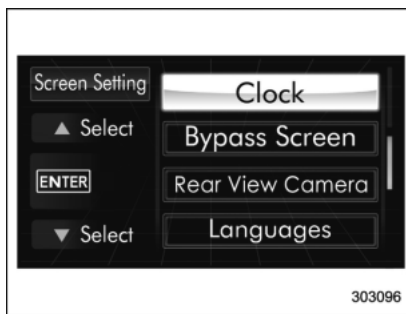 Screen Setting
▲ Select
ENTER
▼ Select
Clock
Bypass Screen
Rear View Camera
Languages
303096